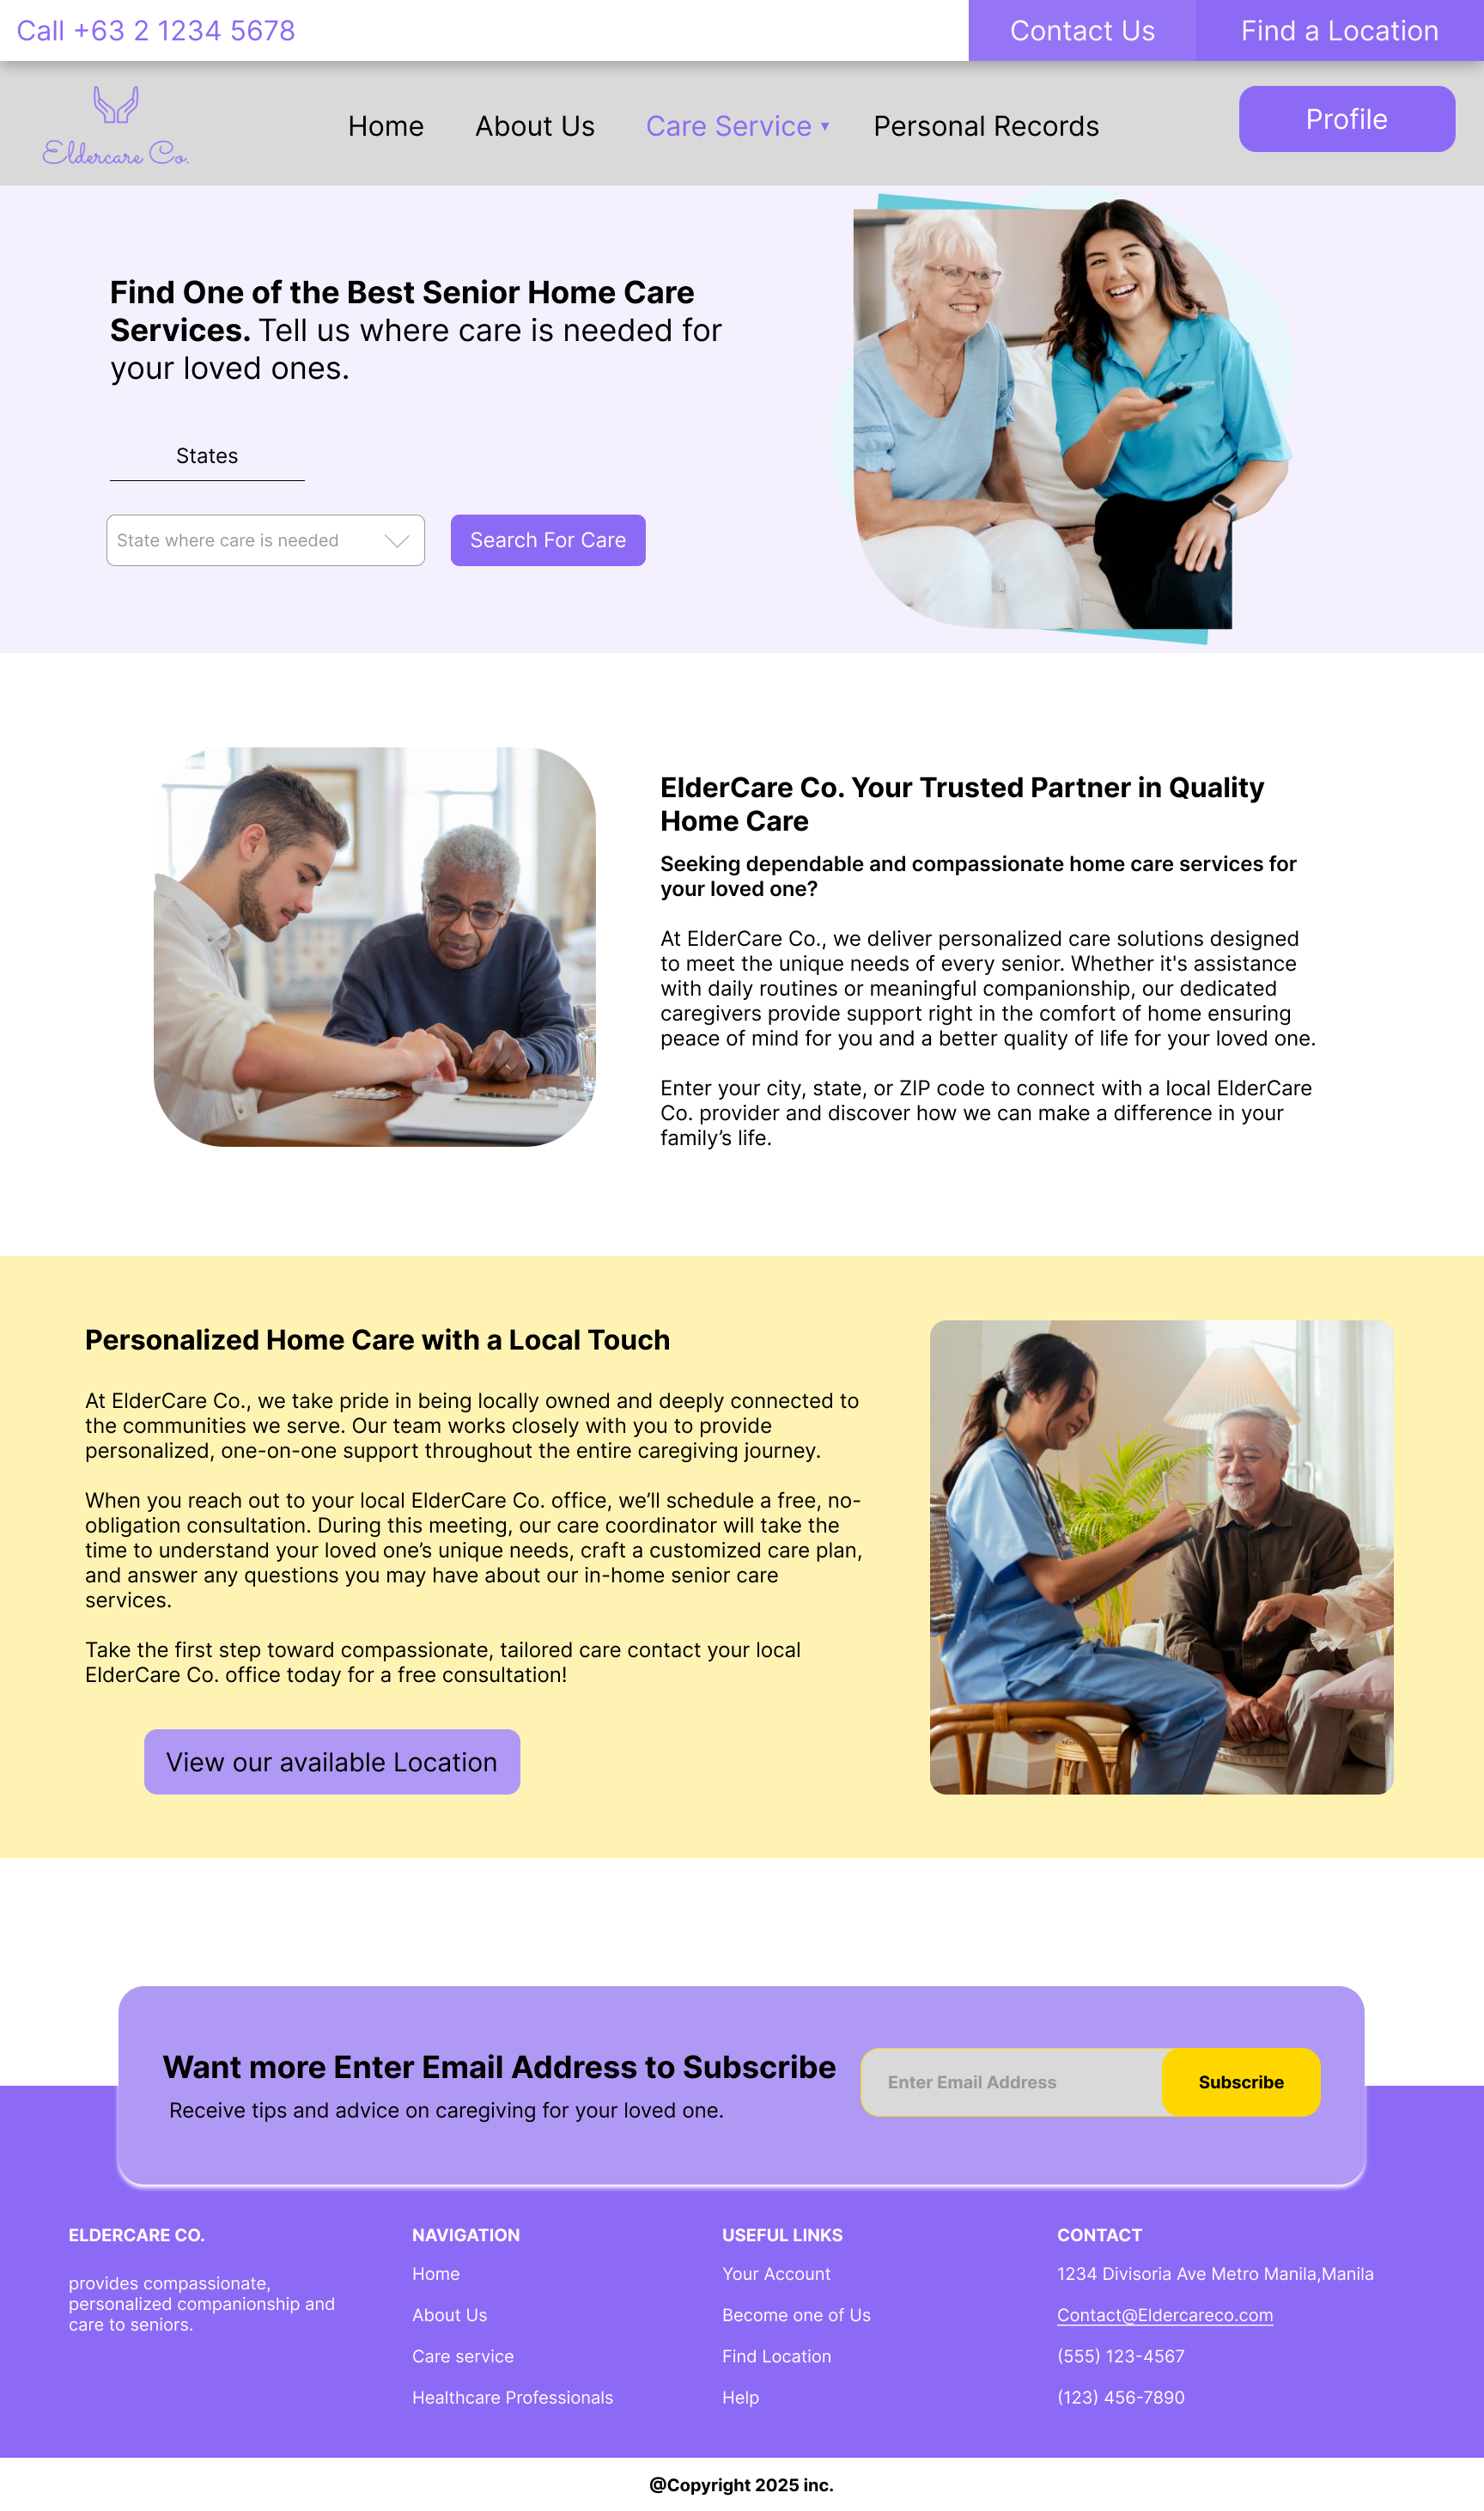 Call +63 2 1234 5678
Contact Us
Find a Location
Eldercare Co.
Home
About Us
Care Service ▾
Personal Records
Profile
Find One of the Best Senior Home Care
Services. Tell us where care is needed for
your loved ones.
States
State where care is needed
Search For Care
ElderCare Co. Your Trusted Partner in Quality
Home Care
Seeking dependable and compassionate home care services for
your loved one?
At ElderCare Co., we deliver personalized care solutions designed
to meet the unique needs of every senior. Whether it's assistance
with daily routines or meaningful companionship, our dedicated
caregivers provide support right in the comfort of home ensuring
peace of mind for you and a better quality of life for your loved one.
Enter your city, state, or ZIP code to connect with a local ElderCare
Co. provider and discover how we can make a difference in your
family’s life.
Personalized Home Care with a Local Touch
At ElderCare Co., we take pride in being locally owned and deeply connected to
the communities we serve. Our team works closely with you to provide
personalized, one-on-one support throughout the entire caregiving journey.
When you reach out to your local ElderCare Co. office, we’ll schedule a free, no-
obligation consultation. During this meeting, our care coordinator will take the
time to understand your loved one’s unique needs, craft a customized care plan,
and answer any questions you may have about our in-home senior care
services.
Take the first step toward compassionate, tailored care contact your local
ElderCare Co. office today for a free consultation!
View our available Location
Want more Enter Email Address to Subscribe
Receive tips and advice on caregiving for your loved one.
Enter Email Address
Subscribe
ELDERCARE CO.
provides compassionate,
personalized companionship and
care to seniors.
NAVIGATION
Home
About Us
Care service
Healthcare Professionals
USEFUL LINKS
Your Account
Become one of Us
Find Location
Help
CONTACT
1234 Divisoria Ave Metro Manila,Manila
Contact@Eldercareco.com
(555) 123-4567
(123) 456-7890
@Copyright 2025 inc.